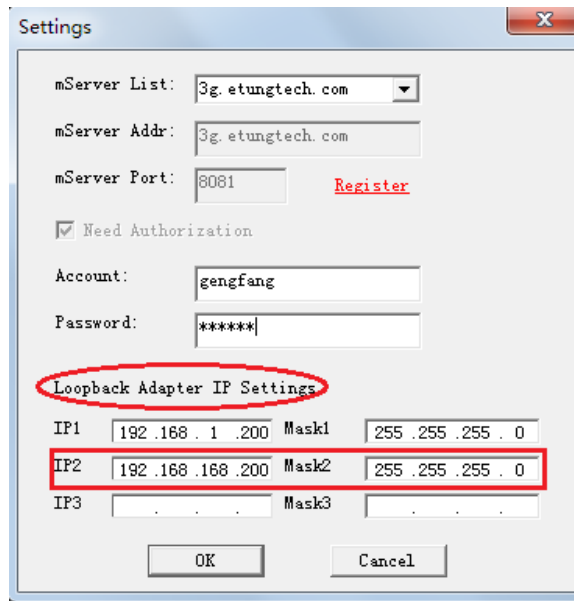 Settings
mServer List: 3g.etungtech.com
mServer Addr: 3g.etungtech.com
mServer Port: 8081 Register
Need Authorization
Account: gengfang
Password: ******
Loopback Adapter IP Settings
IP1 192.168.1.200 Mask1 255.255.255.0
IP2 192.168.168.200 Mask2 255.255.255.0
IP3 . . . Mask3 . . .
OK Cancel